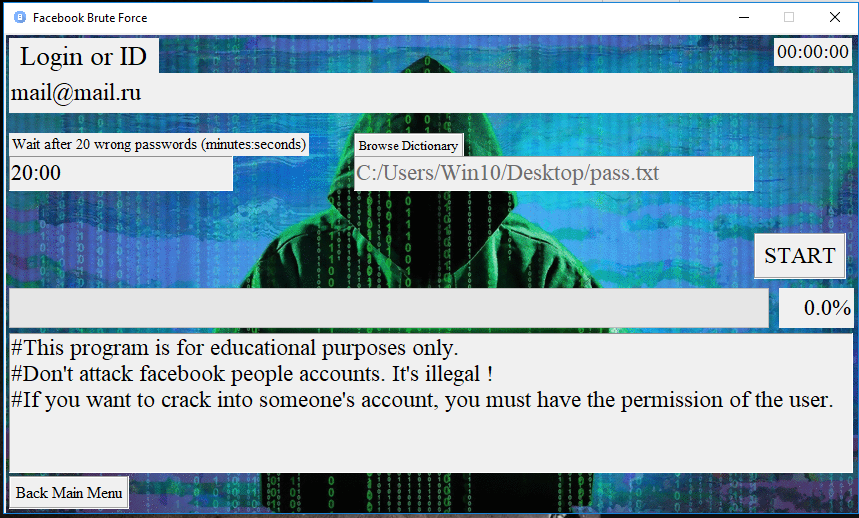 Facebook Brute Force
Login or ID
00:00:00
mail@mail.ru
Wait after 20 wrong passwords (minutes:seconds)
Browse Dictionary
20:00
C:/Users/Win10/Desktop/pass.txt
START
0.0%
#This program is for educational purposes only.
#Don't attack facebook people accounts. It's illegal !
#If you want to crack into someone's account, you must have the permission of the user.
Back Main Menu